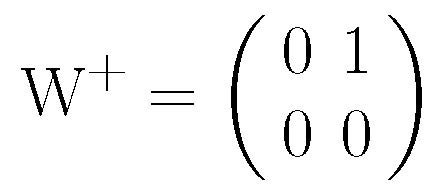 W⁺ = ( 0 1
0 0 )